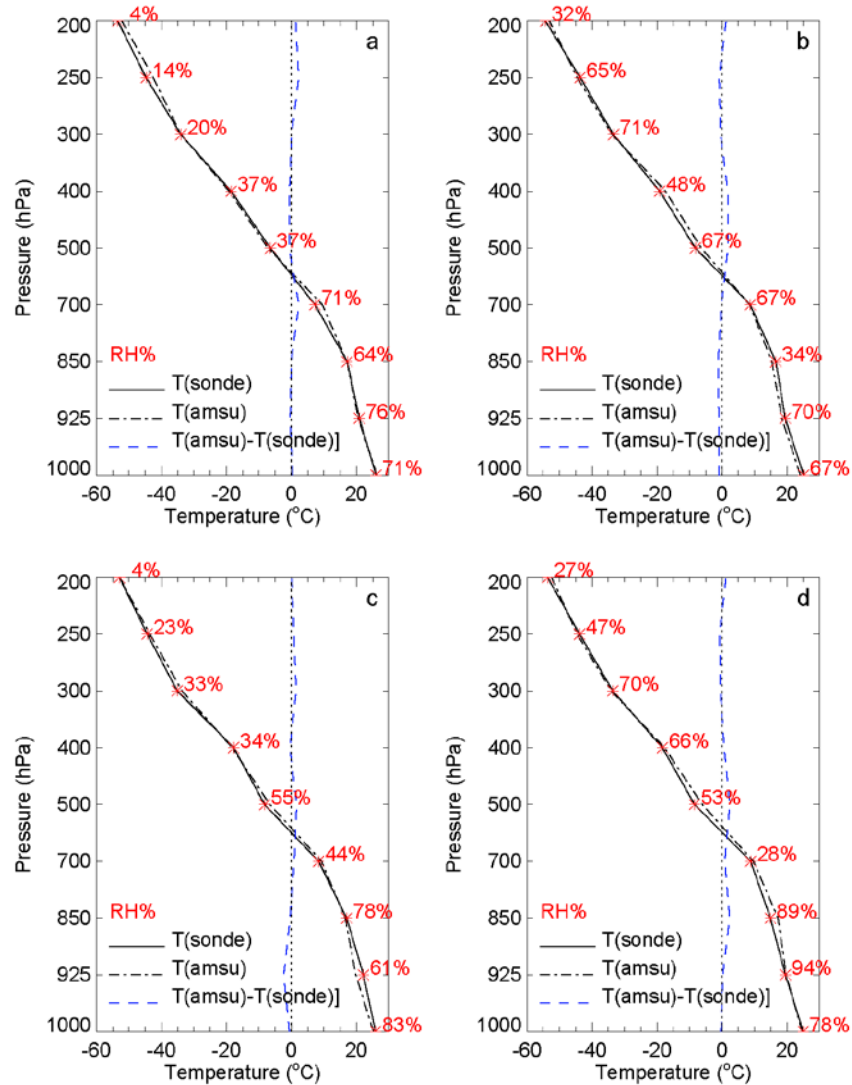 a
200 4%
250 14%
300 20%
400 37%
500 37%
700 71%
850 64%
925 76%
1000 71%
Pressure (hPa)
RH%
T(sonde)
T(amsu)
T(amsu)-T(sonde)]
-60 -40 -20 0 20
Temperature (°C)
b
200 32%
250 65%
300 71%
400 48%
500 67%
700 67%
850 34%
925 70%
1000 67%
Pressure (hPa)
RH%
T(sonde)
T(amsu)
T(amsu)-T(sonde)]
-60 -40 -20 0 20
Temperature (°C)
c
200 4%
250 23%
300 33%
400 34%
500 55%
700 44%
850 78%
925 61%
1000 83%
Pressure (hPa)
RH%
T(sonde)
T(amsu)
T(amsu)-T(sonde)]
-60 -40 -20 0 20
Temperature (°C)
d
200 27%
250 47%
300 70%
400 66%
500 53%
700 28%
850 89%
925 94%
1000 78%
Pressure (hPa)
RH%
T(sonde)
T(amsu)
T(amsu)-T(sonde)]
-60 -40 -20 0 20
Temperature (°C)